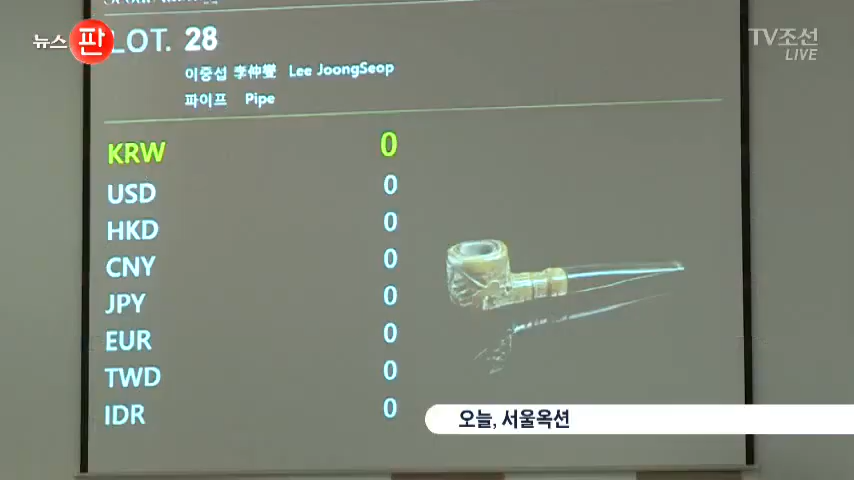 뉴스 판
TV조선
LIVE
LOT. 28
이중섭 李仲燮 Lee JoongSeop
파이프 Pipe
KRW 0
USD 0
HKD 0
CNY 0
JPY 0
EUR 0
TWD 0
IDR 0
오늘, 서울옥션